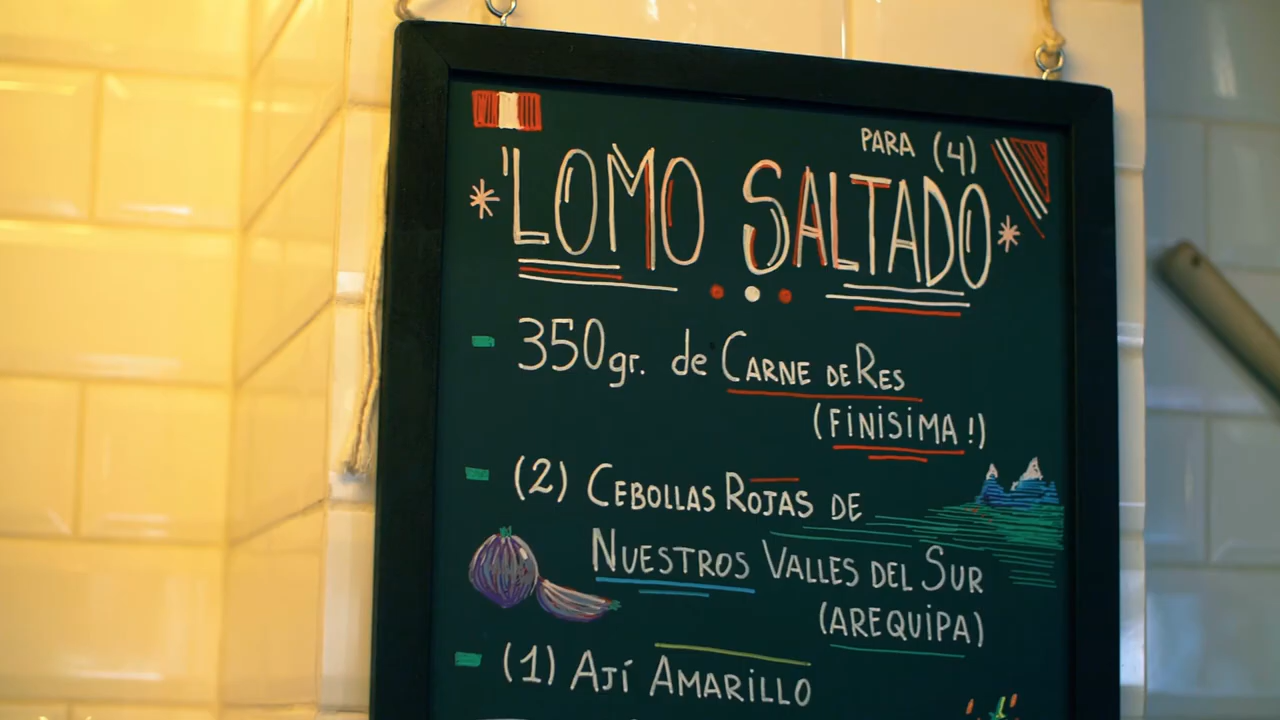 PARA (4)
LOMO SALTADO
350gr. de CARNE DE RES
(FINISIMA!)
(2) CEBOLLAS ROJAS DE
NUESTROS VALLES DEL SUR
(AREQUIPA)
(1) AJÍ AMARILLO